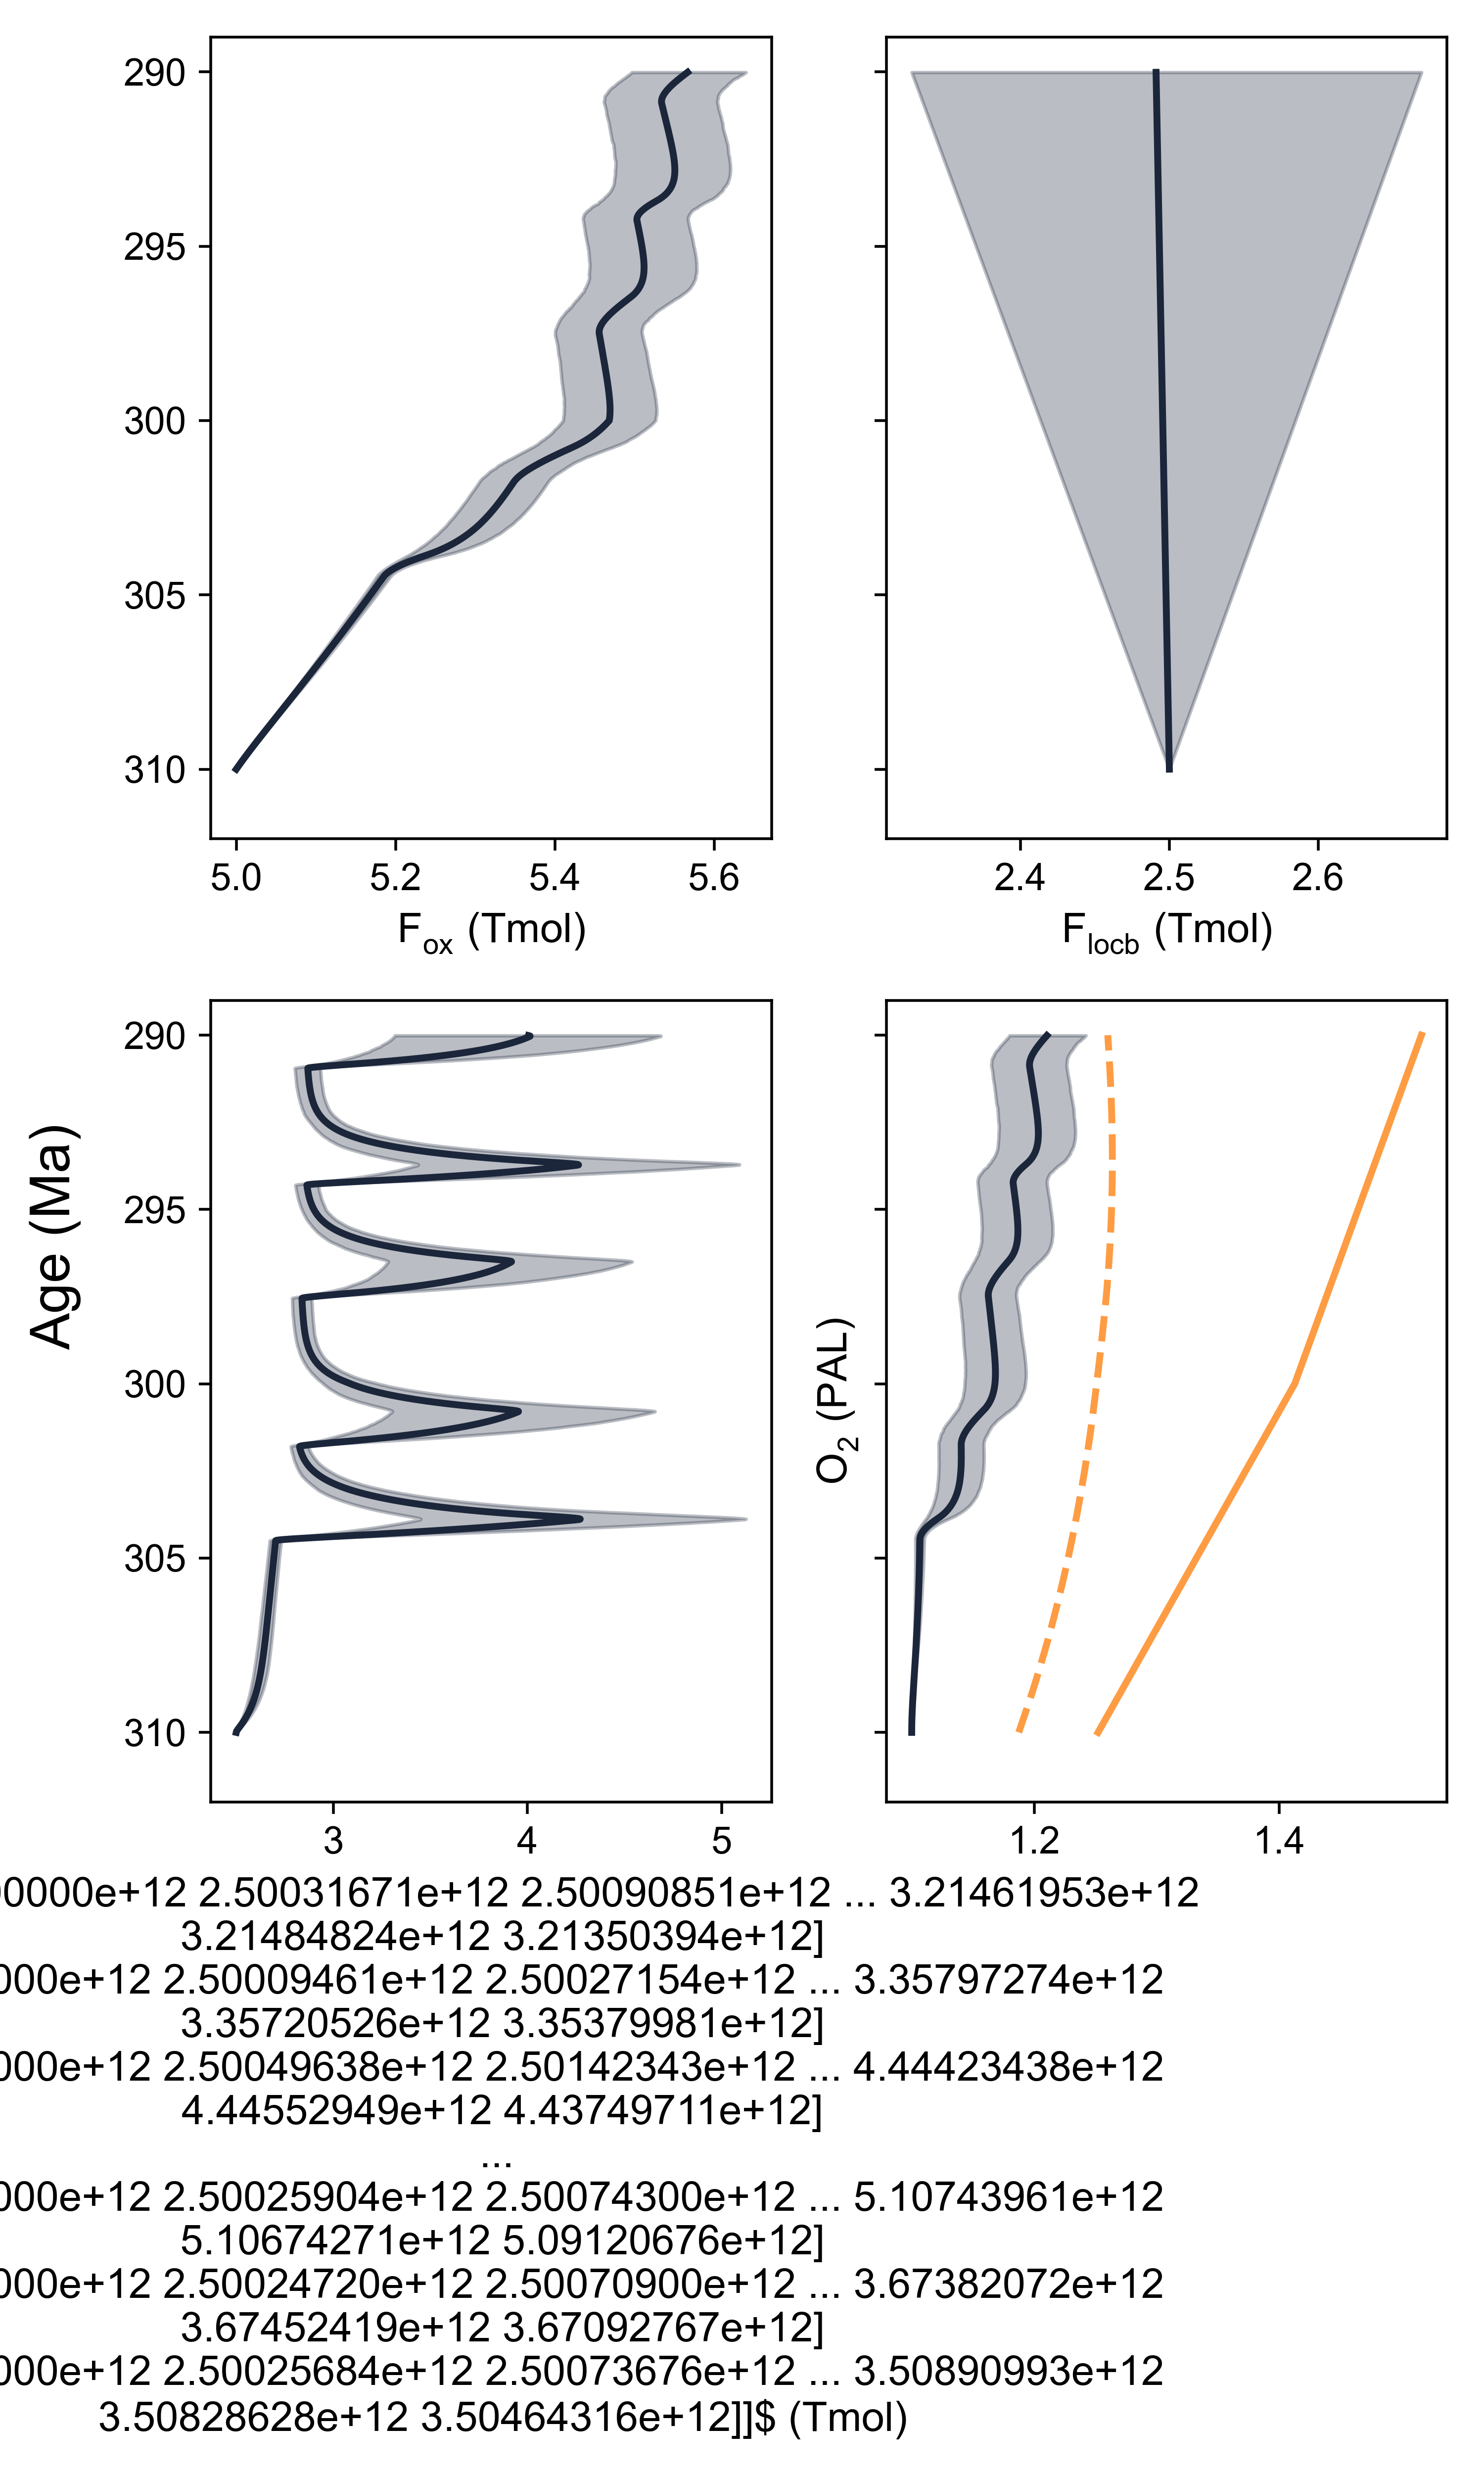 290
295
300
305
310
5.0 5.2 5.4 5.6
F_ox (Tmol)
2.4 2.5 2.6
F_locb (Tmol)
Age (Ma)
290
295
300
305
310
3 4 5
O_2 (PAL)
1.2 1.4
0000e+12 2.50031671e+12 2.50090851e+12 ... 3.21461953e+12
3.21484824e+12 3.21350394e+12]
000e+12 2.50009461e+12 2.50027154e+12 ... 3.35797274e+12
3.35720526e+12 3.35379981e+12]
000e+12 2.50049638e+12 2.50142343e+12 ... 4.44423438e+12
4.44552949e+12 4.43749711e+12]
...
000e+12 2.50025904e+12 2.50074300e+12 ... 5.10743961e+12
5.10674271e+12 5.09120676e+12]
000e+12 2.50024720e+12 2.50070900e+12 ... 3.67382072e+12
3.67452419e+12 3.67092767e+12]
000e+12 2.50025684e+12 2.50073676e+12 ... 3.50890993e+12
3.50828628e+12 3.50464316e+12]]$ (Tmol)